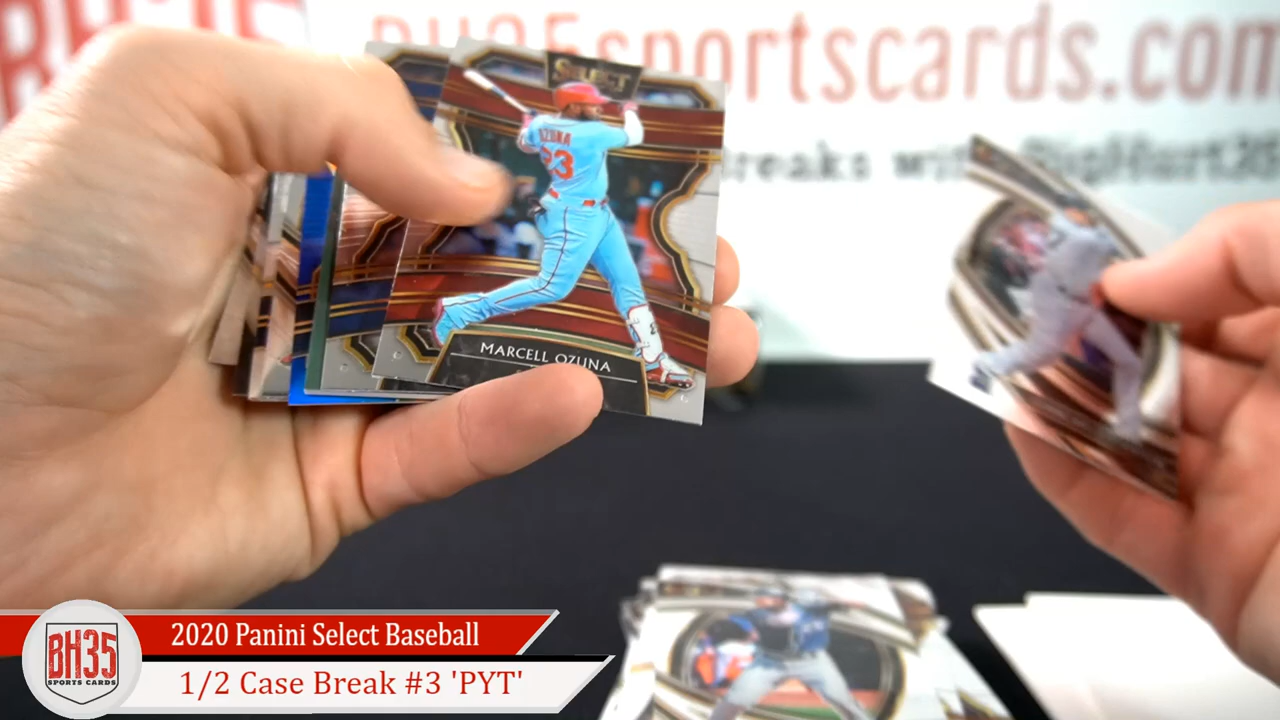 BH35
BH35sportscards.com
SELECT
OZUNA
23
MARCELL OZUNA
2020 Panini Select Baseball
1/2 Case Break #3 'PYT'
BH35
SPORTS CARDS